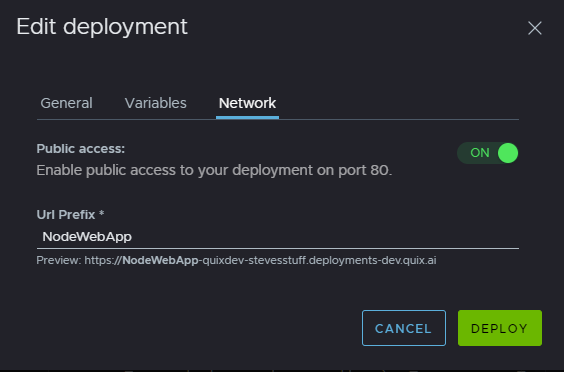 Edit deployment
General Variables Network
Public access:
Enable public access to your deployment on port 80.
ON
Url Prefix *
NodeWebApp
Preview: https://NodeWebApp-quixdev-stevesstuff.deployments-dev.quix.ai
CANCEL DEPLOY